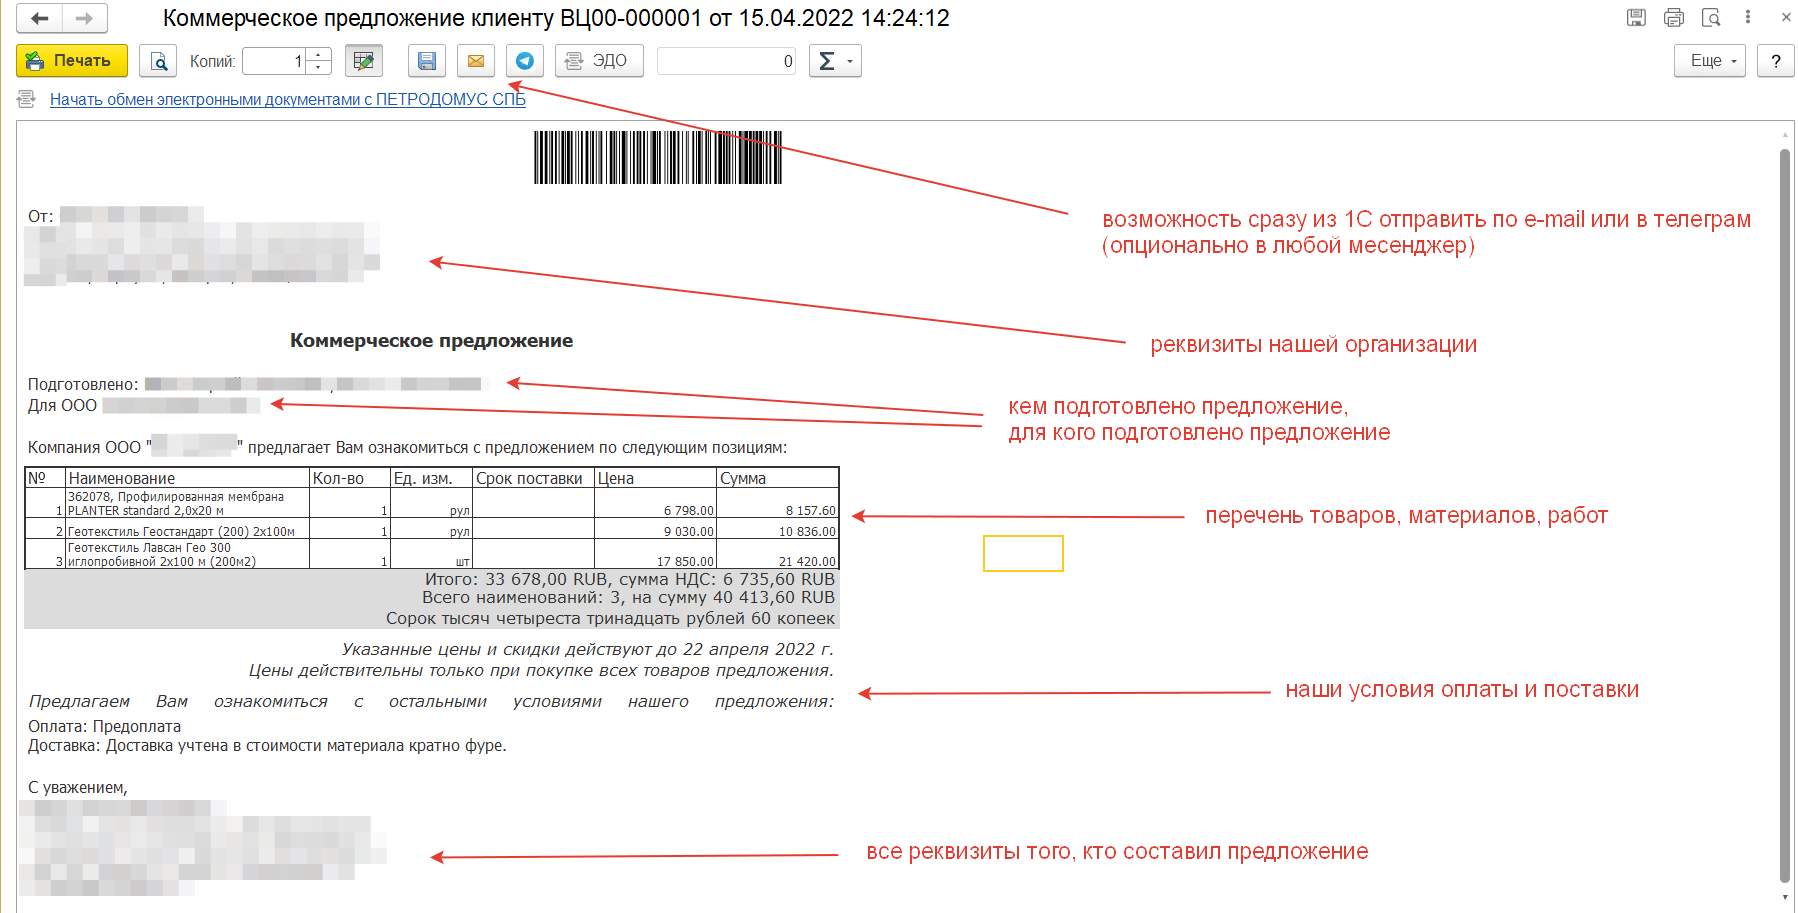 Коммерческое предложение клиенту ВЦ00-000001 от 15.04.2022 14:24:12
Печать Копий: 1 ЭДО 0 Σ Еще ?
Начать обмен электронными документами с ПЕТРОДОМУС СПБ
возможность сразу из 1С отправить по e-mail или в телеграм
(опционально в любой месенджер)
От:
реквизиты нашей организации
Коммерческое предложение
Подготовлено:
Для ООО
кем подготовлено предложение,
для кого подготовлено предложение
Компания ООО " " предлагает Вам ознакомиться с предложением по следующим позициям:
№ Наименование Кол-во Ед. изм. Срок поставки Цена Сумма
362078, Профилированная мембрана
1 PLANTER standard 2,0х20 м 1 рул 6 798.00 8 157.60
2 Геотекстиль Геостандарт (200) 2х100м 1 рул 9 030.00 10 836.00
Геотекстиль Лавсан Гео 300
3 иглопробивной 2х100 м (200м2) 1 шт 17 850.00 21 420.00
перечень товаров, материалов, работ
Итого: 33 678,00 RUB, сумма НДС: 6 735,60 RUB
Всего наименований: 3, на сумму 40 413,60 RUB
Сорок тысяч четыреста тринадцать рублей 60 копеек
Указанные цены и скидки действуют до 22 апреля 2022 г.
Цены действительны только при покупке всех товаров предложения.
Предлагаем Вам ознакомиться с остальными условиями нашего предложения:
наши условия оплаты и поставки
Оплата: Предоплата
Доставка: Доставка учтена в стоимости материала кратно фуре.
С уважением,
все реквизиты того, кто составил предложение